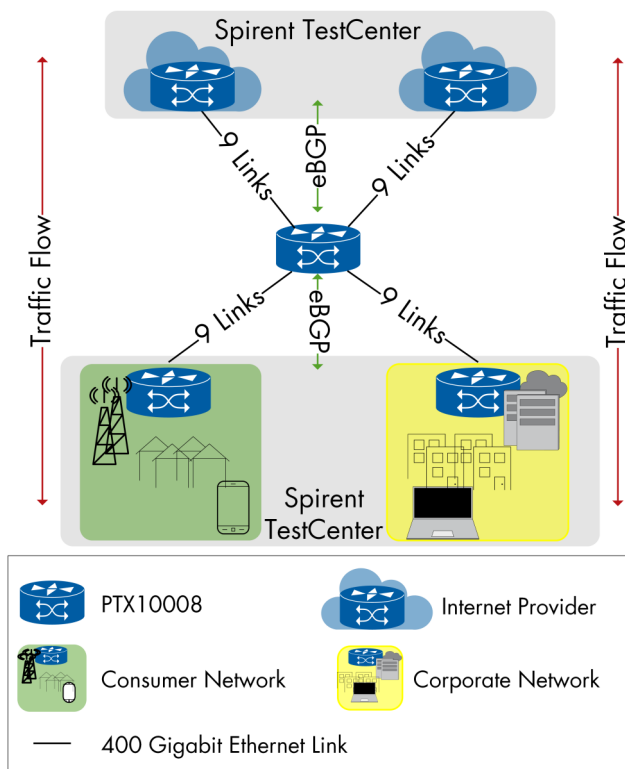 Spirent TestCenter
9 Links
eBGP
9 Links
Traffic Flow
Traffic Flow
9 Links
eBGP
9 Links
Spirent
TestCenter
PTX10008
Internet Provider
Consumer Network
Corporate Network
400 Gigabit Ethernet Link